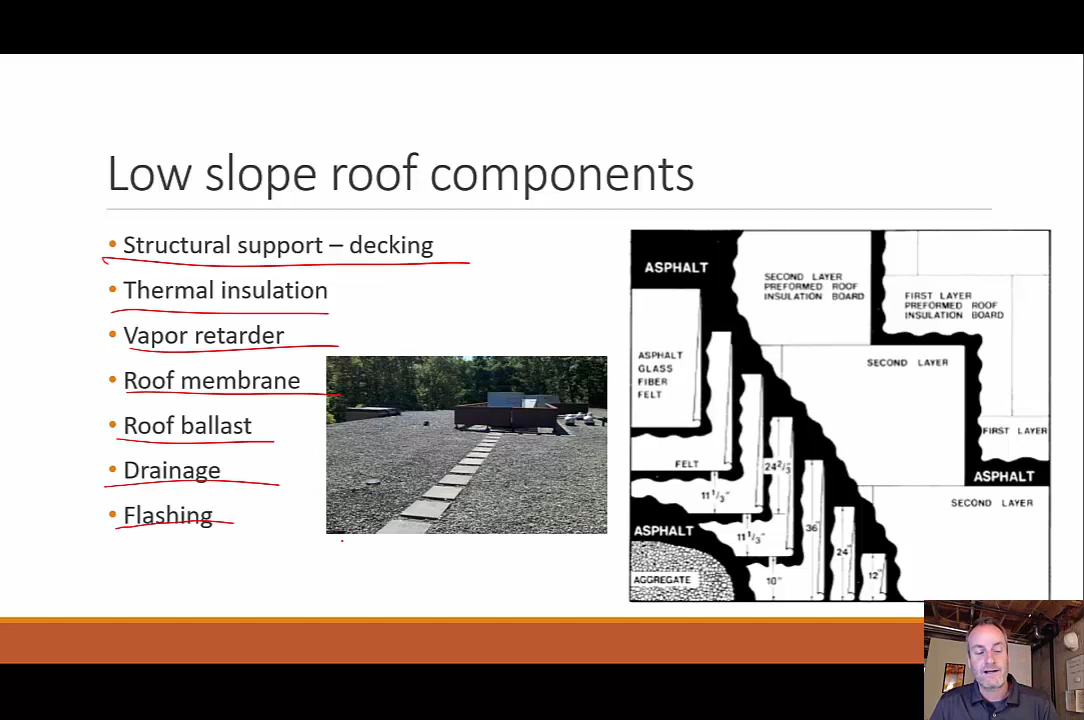 Low slope roof components
• Structural support – decking
• Thermal insulation
• Vapor retarder
• Roof membrane
• Roof ballast
• Drainage
• Flashing
ASPHALT
SECOND LAYER
PREFORMED ROOF
INSULATION BOARD
FIRST LAYER
PREFORMED ROOF
INSULATION BOARD
ASPHALT
GLASS
FIBER
FELT
SECOND LAYER
FIRST LAYER
FELT
24 2/3"
ASPHALT
11 1/3"
SECOND LAYER
ASPHALT
11 1/3"
36"
24"
AGGREGATE
10"
12"